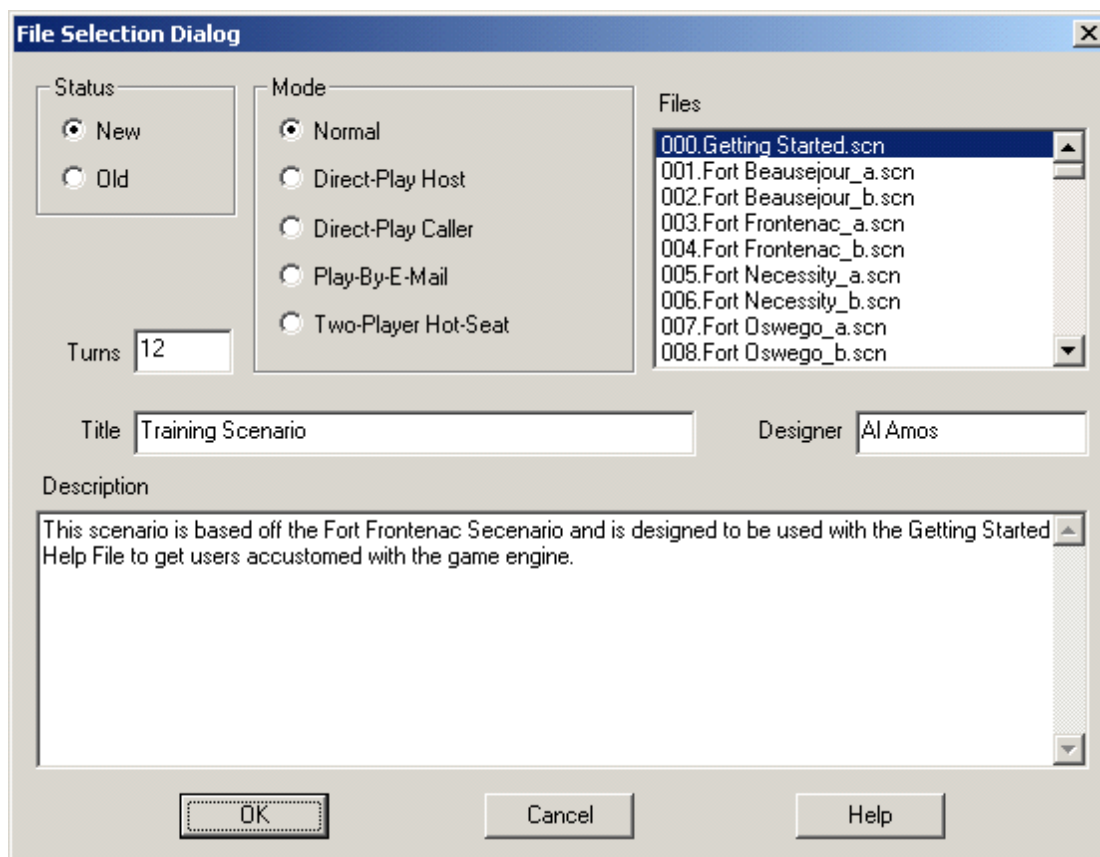 File Selection Dialog
Status
New
Old
Mode
Normal
Direct-Play Host
Direct-Play Caller
Play-By-E-Mail
Two-Player Hot-Seat
Files
000.Getting Started.scn
001.Fort Beausejour_a.scn
002.Fort Beausejour_b.scn
003.Fort Frontenac_a.scn
004.Fort Frontenac_b.scn
005.Fort Necessity_a.scn
006.Fort Necessity_b.scn
007.Fort Oswego_a.scn
008.Fort Oswego_b.scn
Turns 12
Title Training Scenario
Designer Al Amos
Description
This scenario is based off the Fort Frontenac Secenario and is designed to be used with the Getting Started
Help File to get users accustomed with the game engine.
OK
Cancel
Help